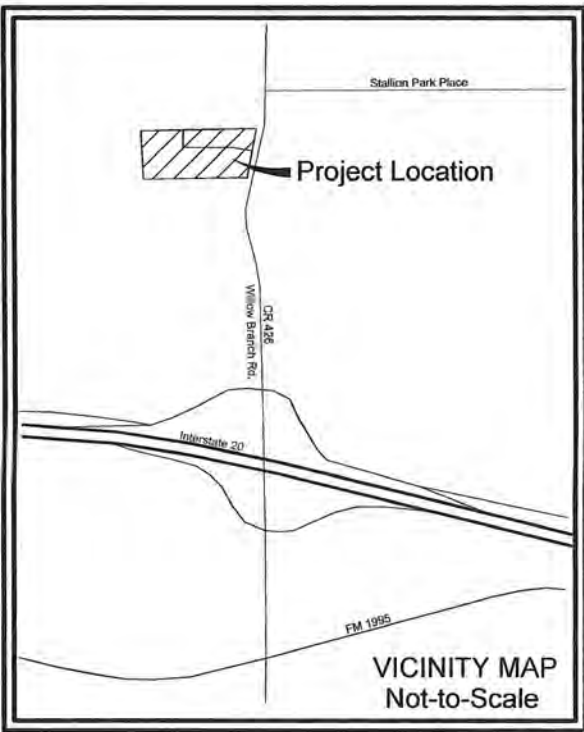 Stallion Park Place
Project Location
CR 426
Willow Branch Rd.
Interstate 20
FM 1995
VICINITY MAP
Not-to-Scale